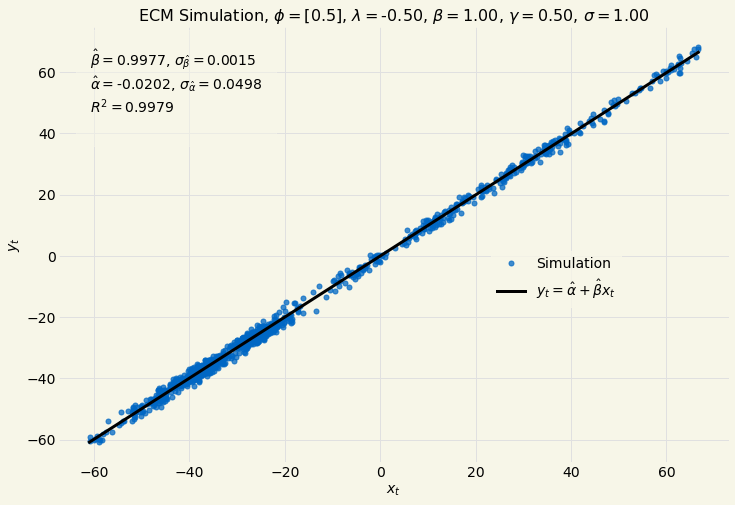 ECM Simulation, ϕ = [0.5], λ = -0.50, β = 1.00, γ = 0.50, σ = 1.00
β̂ = 0.9977, σ_β̂ = 0.0015
α̂ = -0.0202, σ_α̂ = 0.0498
R² = 0.9979
60
40
20
0
−20
−40
−60
y_t
Simulation
y_t = α̂ + β̂x_t
−60 −40 −20 0 20 40 60
x_t